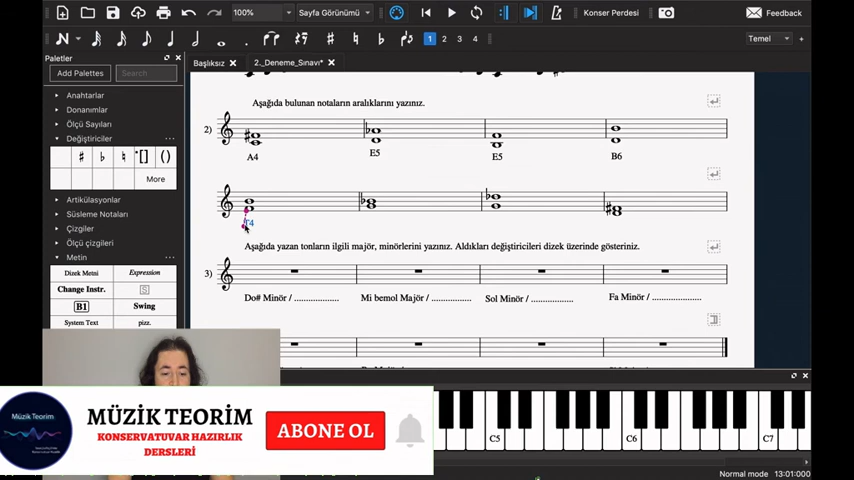 100%
Sayfa Görünümü
Konser Perdesi
Feedback
1 2 3 4
Temel
+
Paletler
Başlıksız
2._Deneme_Sınavı*
Add Palettes
Search
Anahtarlar
Donanımlar
Ölçü Sayıları
Değiştiriciler
More
Artikülasyonlar
Süsleme Notaları
Çizgiler
Ölçü çizgileri
Metin
Dizek Metni
Expression
Change Instr.
S
B1
Swing
System Text
pizz.
Aşağıda bulunan notaların aralıklarını yazınız.
2)
A4
E5
E5
B6
T4
Aşağıda yazan tonların ilgili majör, minörlerini yazınız. Aldıkları değiştiricileri dizek üzerinde gösteriniz.
3)
Do# Minör / ..................
Mi bemol Majör / ................
Sol Minör / .................
Fa Minör / ....................
C5
C6
C7
Normal mode
13:01:000
Müzik Teorim
MÜZİK TEORİM
KONSERVATUVAR HAZIRLIK
DERSLERİ
ABONE OL